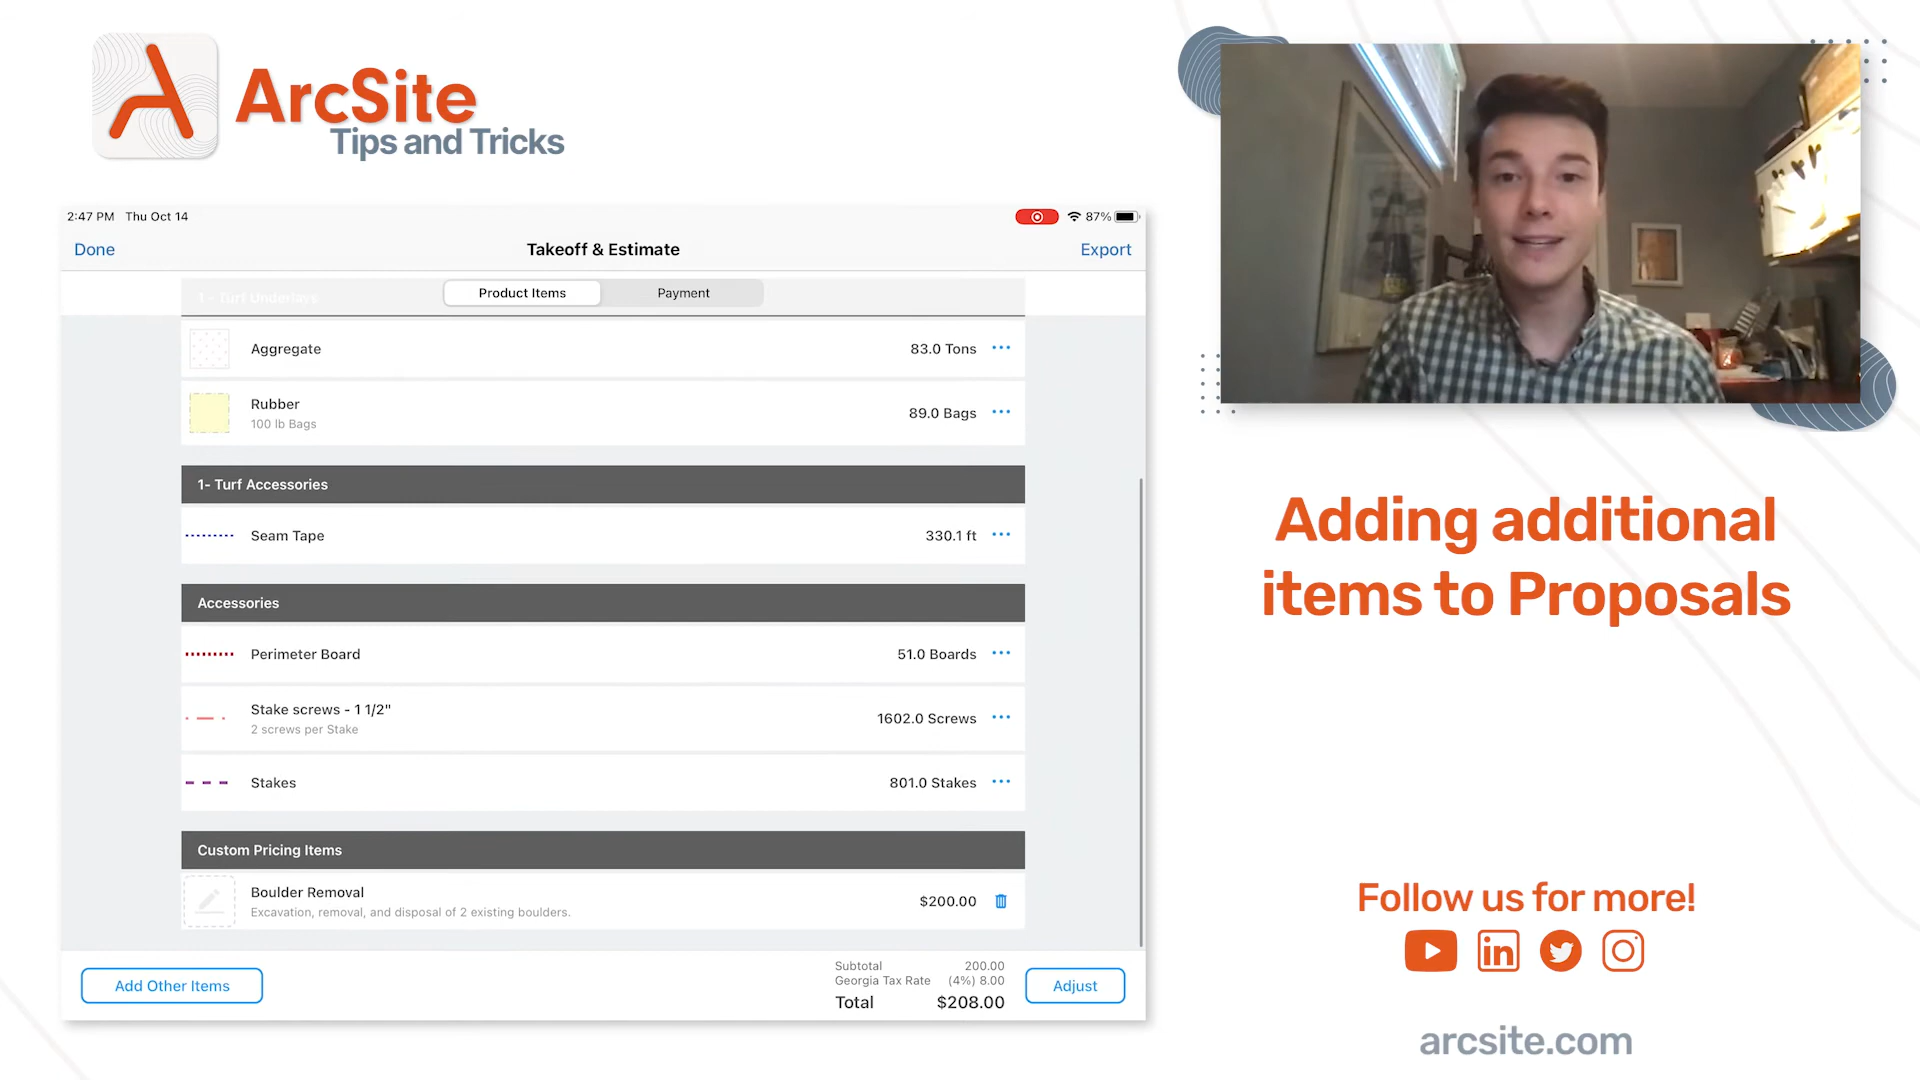 ArcSite
Tips and Tricks
2:47 PM Thu Oct 14
87%
Done
Takeoff & Estimate
Export
1 - Turf Underlays
Product Items
Payment
Aggregate
83.0 Tons
Rubber
100 lb Bags
89.0 Bags
1- Turf Accessories
Seam Tape
330.1 ft
Accessories
Perimeter Board
51.0 Boards
Stake screws - 1 1/2"
2 screws per Stake
1602.0 Screws
Stakes
801.0 Stakes
Custom Pricing Items
Boulder Removal
Excavation, removal, and disposal of 2 existing boulders.
$200.00
Add Other Items
Subtotal 200.00
Georgia Tax Rate (4%) 8.00
Total $208.00
Adjust
Adding additional
items to Proposals
Follow us for more!
in
arcsite.com